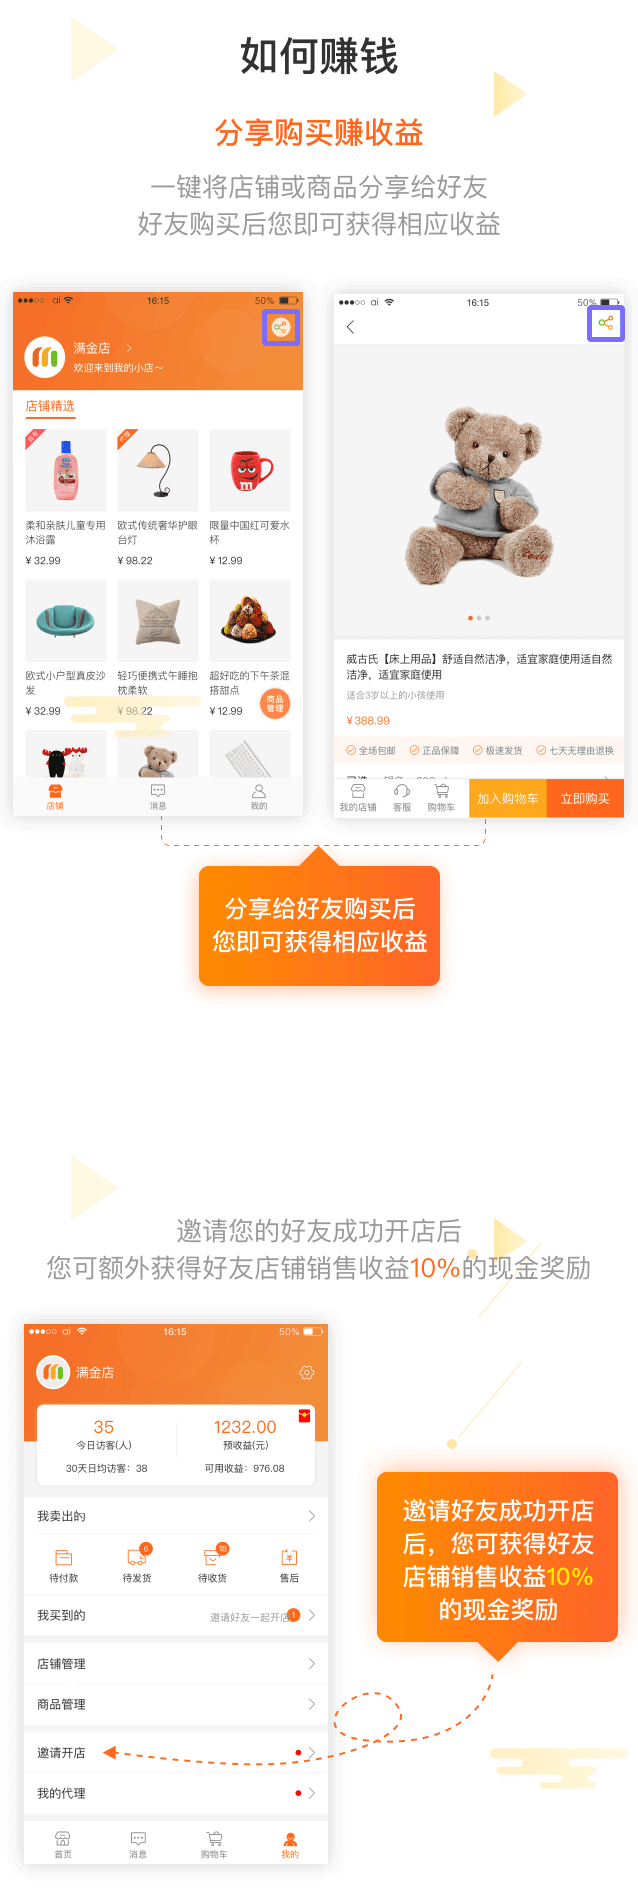 如何赚钱
分享购买赚收益
一键将店铺或商品分享给好友
好友购买后您即可获得相应收益
ai 16:15 50%
满金店
欢迎来到我的小店～
店铺精选
自有
代理
柔和亲肤儿童专用沐浴露
¥ 32.99
欧式传统奢华护眼台灯
¥ 98.22
限量中国红可爱水杯
¥ 12.99
欧式小户型真皮沙发
¥ 32.99
轻巧便携式午睡抱枕柔软
¥ 98.22
超好吃的下午茶混搭甜点
¥ 12.99
商品管理
店铺 消息 我的
ai 16:15 50%
威古氏【床上用品】舒适自然洁净，适宜家庭使用适自然
洁净，适宜家庭使用
适合3岁以上的小孩使用
¥388.99
全场包邮 正品保障 极速发货 七天无理由退换
我的店铺 客服 购物车 加入购物车 立即购买
分享给好友购买后
您即可获得相应收益
邀请您的好友成功开店后
您可额外获得好友店铺销售收益10%的现金奖励
ai 16:15 50%
满金店
35 1232.00
今日访客(人) 预收益(元)
30天日均访客：38 可用收益：976.08
我卖出的
6 18
待付款 待发货 待收货 售后
我买到的 邀请好友一起开店 1
店铺管理
商品管理
邀请开店
我的代理
首页 消息 购物车 我的
邀请好友成功开店
后，您可获得好友
店铺销售收益10%
的现金奖励